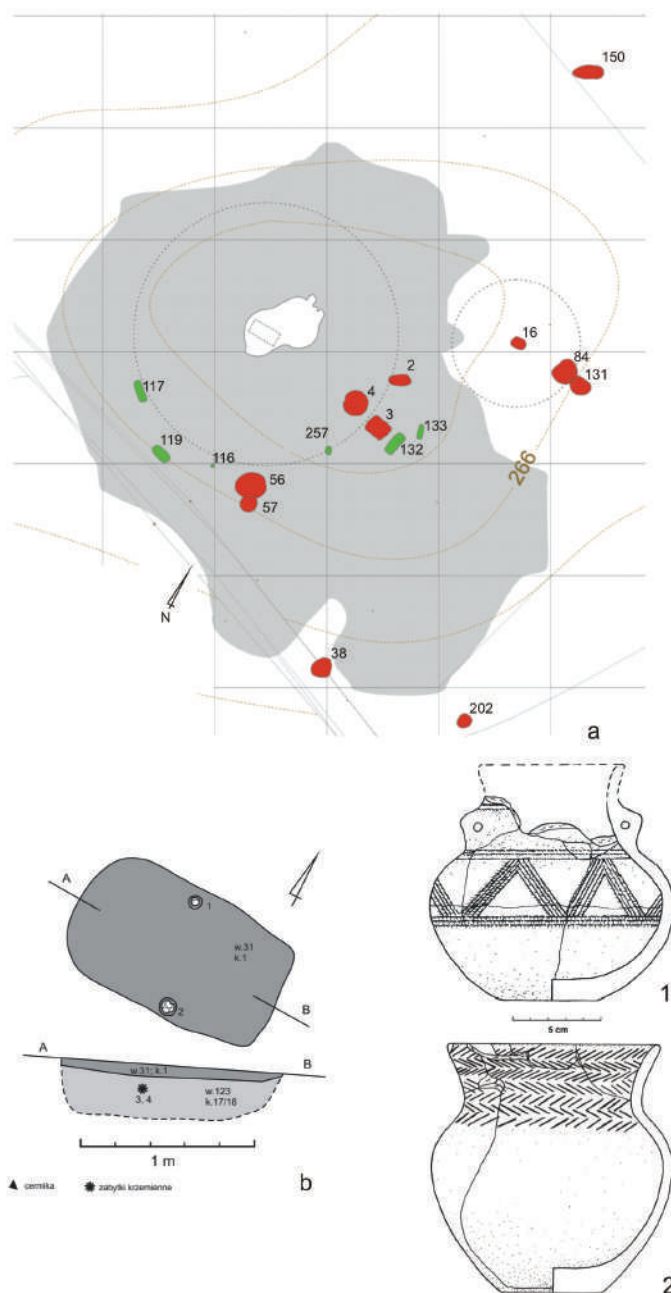 150
16
84
131
2
4
3
133
132
257
117
119
116
56
57
266
N
38
202
a
A
1
w.31
k.1
2
B
A
B
w.31; k.1
3, 4
w.123
k.17/18
1 m
b
cermika
zabytki krzemienne
1
5 cm
2